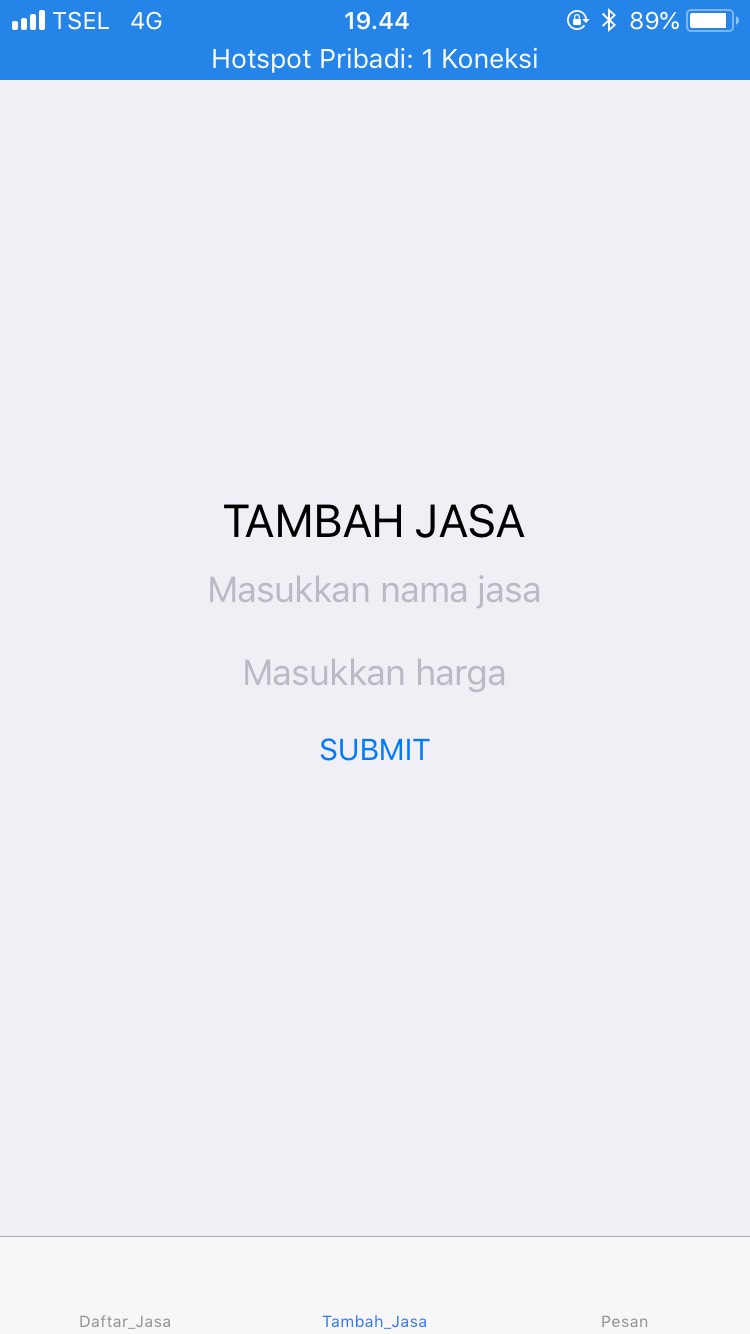 TSEL 4G 19.44 89%
Hotspot Pribadi: 1 Koneksi
TAMBAH JASA
Masukkan nama jasa
Masukkan harga
SUBMIT
Daftar_Jasa Tambah_Jasa Pesan